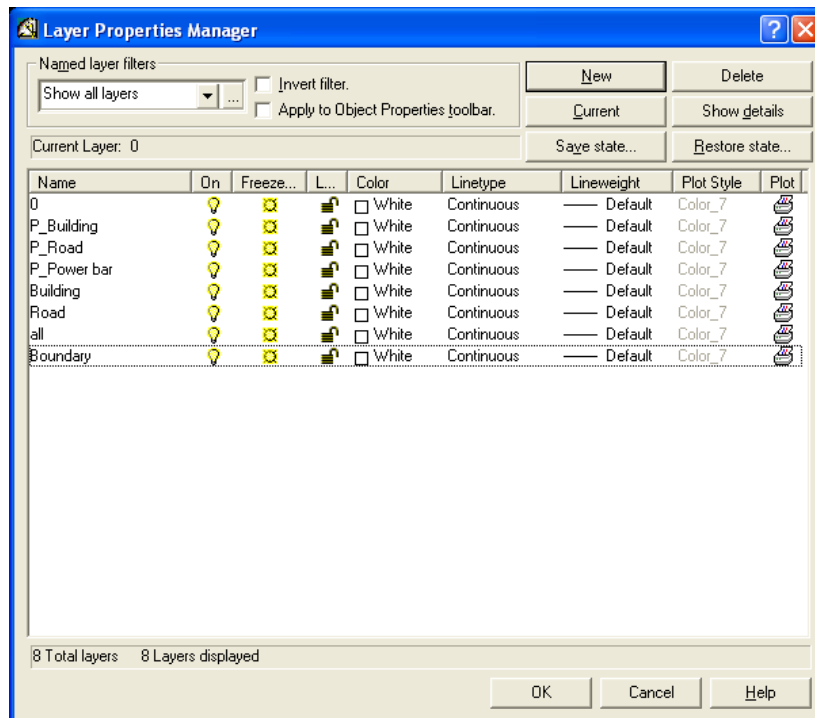 Layer Properties Manager
Named layer filters
Show all layers ... Invert filter. New Delete
Apply to Object Properties toolbar. Current Show details
Current Layer: 0 Save state... Restore state...
Name On Freeze... L... Color Linetype Lineweight Plot Style Plot
0 White Continuous Default Color_7
P_Building White Continuous Default Color_7
P_Road White Continuous Default Color_7
P_Power bar White Continuous Default Color_7
Building White Continuous Default Color_7
Road White Continuous Default Color_7
all White Continuous Default Color_7
Boundary White Continuous Default Color_7
8 Total layers 8 Layers displayed
OK Cancel Help